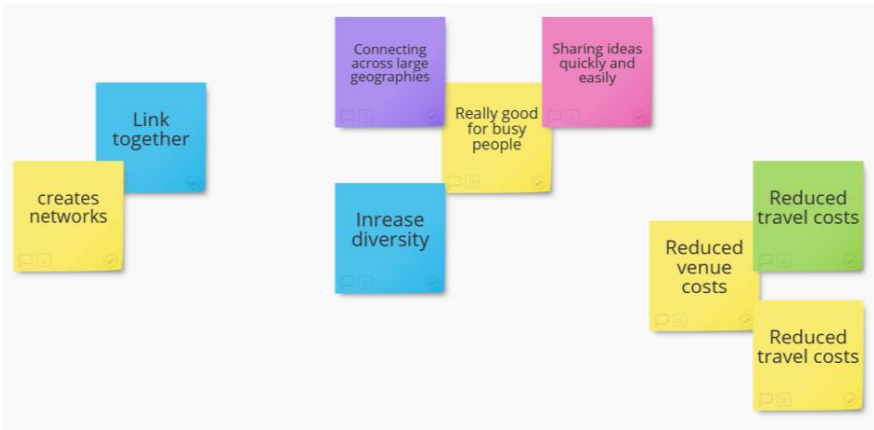 Link
together
creates
networks
Connecting
across large
geographies
Really good
for busy
people
Sharing ideas
quickly and
easily
Inrease
diversity
Reduced
venue
costs
Reduced
travel costs
Reduced
travel costs